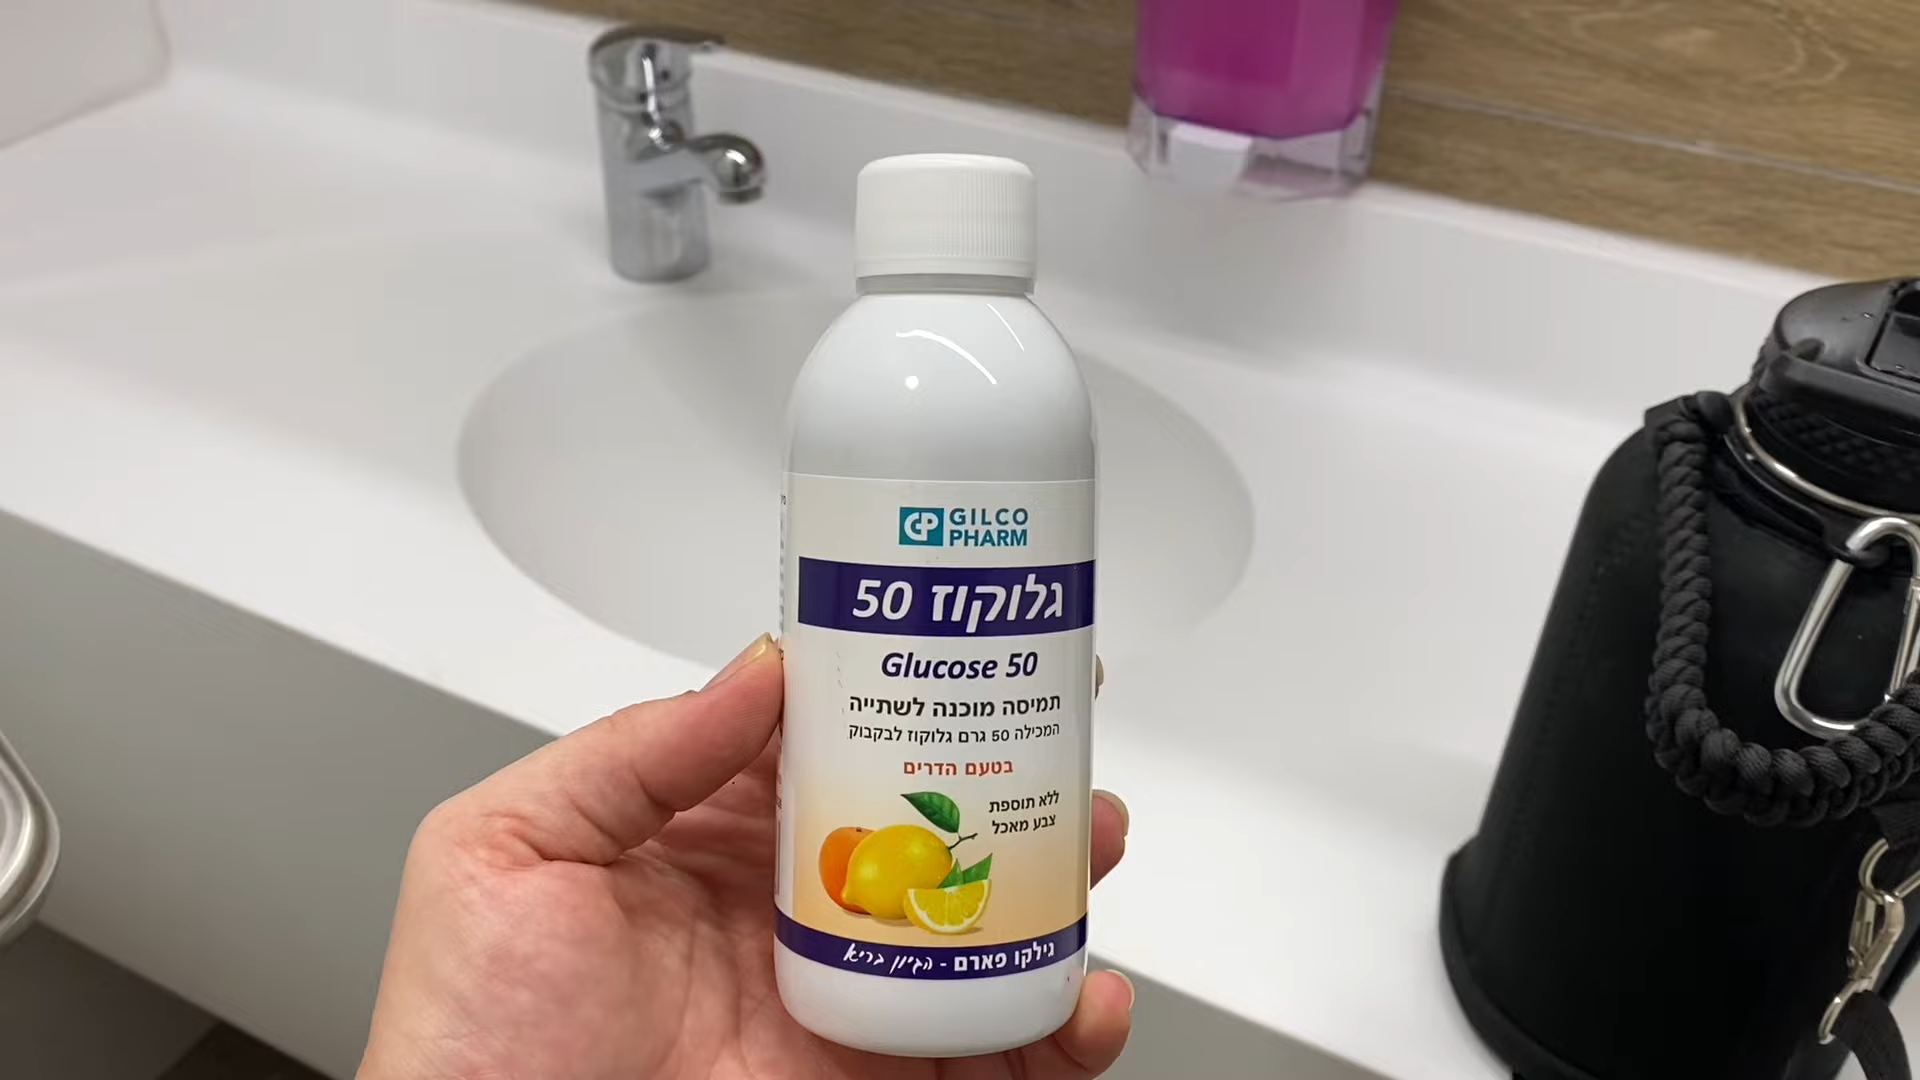 GILCO
PHARM
גלוקוז 50
Glucose 50
תמיסה מוכנה לשתייה
המכילה 50 גרם גלוקוז לבקבוק
בטעם הדרים
ללא תוספת
צבע מאכל
גילקו פארם - הגיון בריא